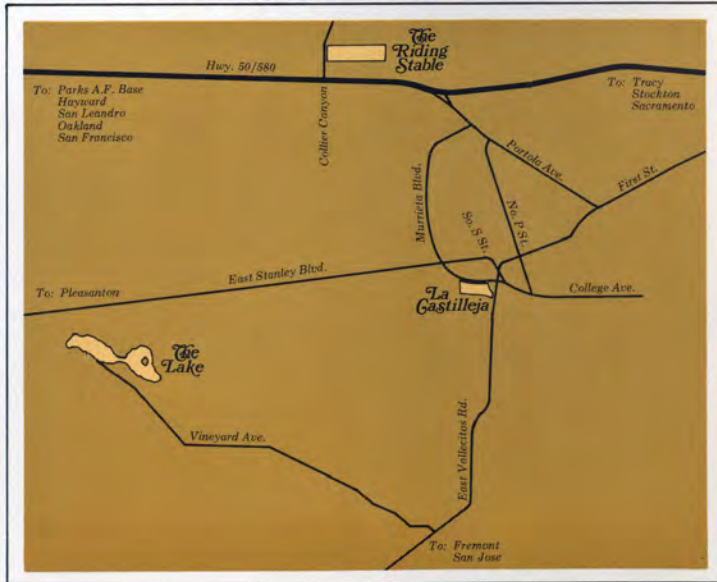 The
Riding
Stable
Hwy. 50/580
To: Parks A.F. Base
Hayward
San Leandro
Oakland
San Francisco
Collier Canyon
To: Tracy
Stockton
Sacramento
Portola Ave.
First St.
Murrieta Blvd.
No. P St.
So. S St.
East Stanley Blvd.
To: Pleasanton
La
Castilleja
College Ave.
The
Lake
Vineyard Ave.
East Vallecitos Rd.
To: Fremont
San Jose